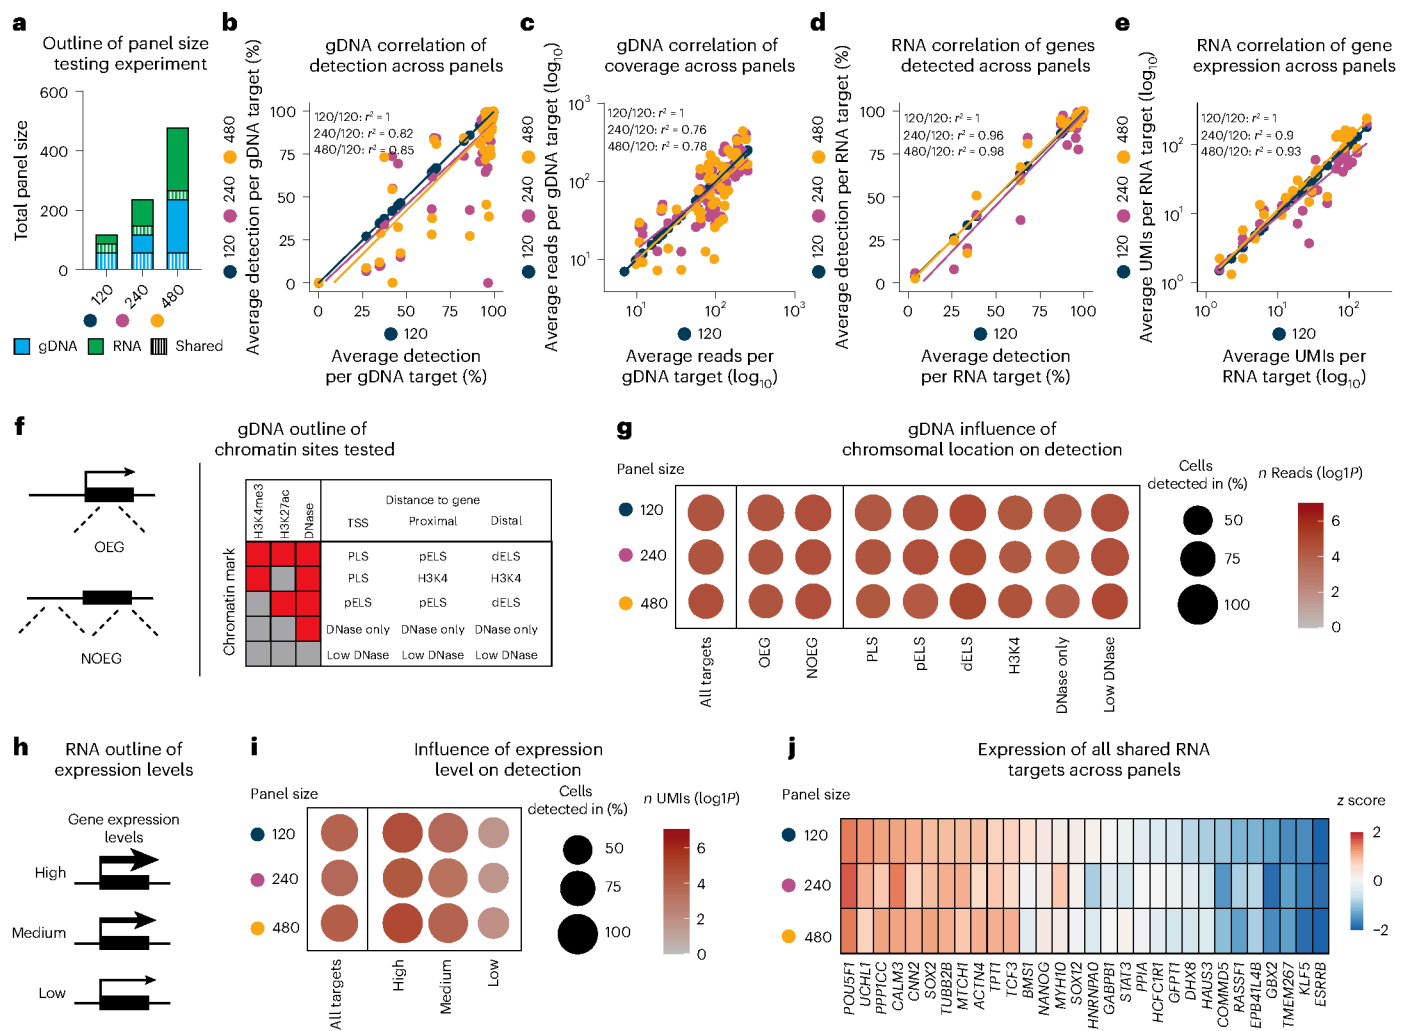 a
Outline of panel size
testing experiment
Total panel size
600
400
200
0
120
240
480
gDNA
RNA
Shared
b
gDNA correlation of
detection across panels
Average detection per gDNA target (%)
120 240 480
120/120: r² = 1
240/120: r² = 0.82
480/120: r² = 0.85
100
75
50
25
0
0 25 50 75 100
120
Average detection
per gDNA target (%)
c
gDNA correlation of
coverage across panels
Average reads per gDNA target (log₁₀)
120 240 480
120/120: r² = 1
240/120: r² = 0.76
480/120: r² = 0.78
10³
10²
10¹
10¹ 10² 10³
120
Average reads per
gDNA target (log₁₀)
d
RNA correlation of genes
detected across panels
Average detection per RNA target (%)
120 240 480
120/120: r² = 1
240/120: r² = 0.96
480/120: r² = 0.98
100
75
50
25
0
0 25 50 75 100
120
Average detection
per RNA target (%)
e
RNA correlation of gene
expression across panels
Average UMIs per RNA target (log₁₀)
120 240 480
120/120: r² = 1
240/120: r² = 0.9
480/120: r² = 0.93
10²
10¹
10⁰
10⁰ 10¹ 10²
120
Average UMIs per
RNA target (log₁₀)
f
gDNA outline of
chromatin sites tested
OEG
NOEG
Chromatin mark
H3K4me3
H3K27ac
DNase
Distance to gene
TSS Proximal Distal
PLS pELS dELS
PLS H3K4 H3K4
pELS pELS dELS
DNase only DNase only DNase only
Low DNase Low DNase Low DNase
g
gDNA influence of
chromsomal location on detection
Panel size
120
240
480
All targets
OEG
NOEG
PLS
pELS
dELS
H3K4
DNase only
Low DNase
Cells
detected in (%)
50
75
100
n Reads (log1P)
6
4
2
0
h
RNA outline of
expression levels
Gene expression
levels
High
Medium
Low
i
Influence of expression
level on detection
Panel size
120
240
480
All targets
High
Medium
Low
Cells
detected in (%)
50
75
100
n UMIs (log1P)
6
4
2
0
j
Expression of all shared RNA
targets across panels
Panel size
120
240
480
POU5F1
UCHL1
PPP1CC
CALM3
CNN2
SOX2
TUBB2B
MTCH1
ACTN4
TPT1
TCF3
BMS1
NANOG
MYH10
SOX12
HNRNPA0
GABPB1
STAT3
PPIA
HCFC1R1
GFPT1
DHX8
HAUS3
COMMD5
RASSF1
EPB41L4B
GBX2
TMEM267
KLF5
ESRRB
z score
2
0
−2